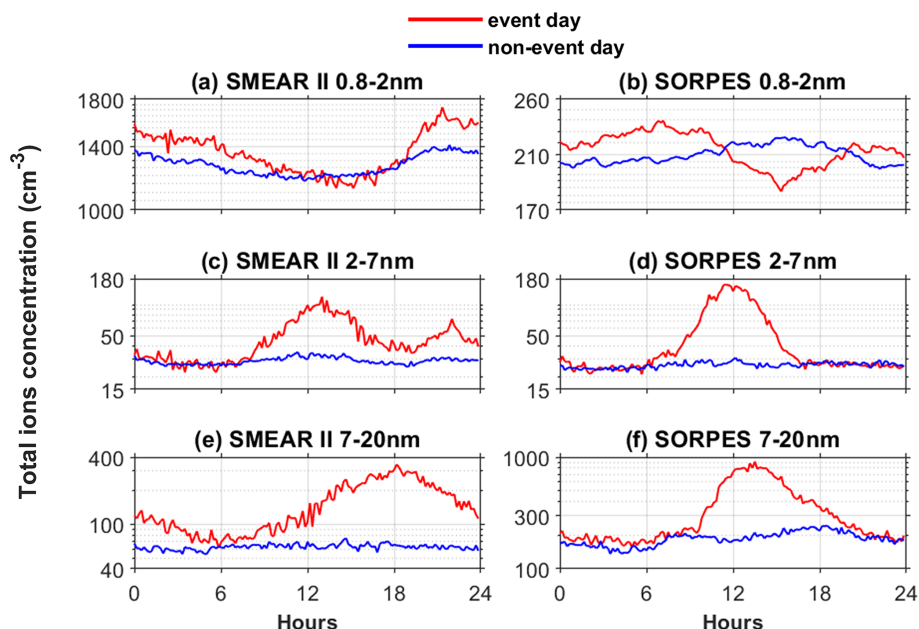 event day
non-event day
Total ions concentration (cm-3)
(a) SMEAR II 0.8-2nm
1800
1400
1000
(b) SORPES 0.8-2nm
260
210
170
(c) SMEAR II 2-7nm
180
50
15
(d) SORPES 2-7nm
180
50
15
(e) SMEAR II 7-20nm
400
100
40
0 6 12 18 24
Hours
(f) SORPES 7-20nm
1000
300
100
0 6 12 18 24
Hours